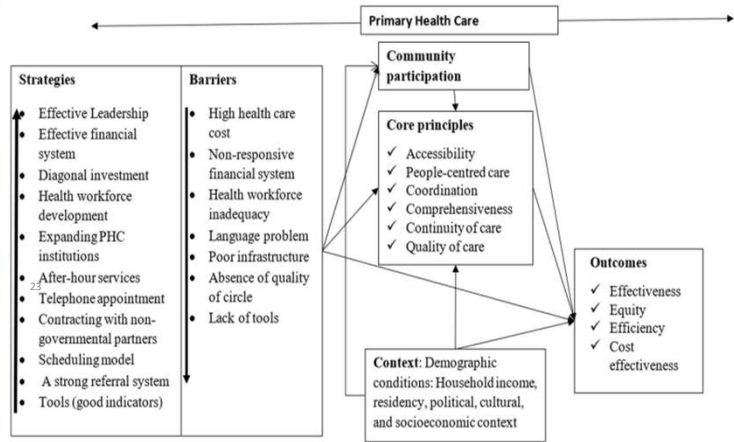 Primary Health Care
Strategies
Effective Leadership
Effective financial
system
Diagonal investment
Health workforce
development
Expanding PHC
institutions
After-hour services
23
Telephone appointment
Contracting with non-
governmental partners
Scheduling model
A strong referral system
Tools (good indicators)
Barriers
High health care
cost
Non-responsive
financial system
Health workforce
inadequacy
Language problem
Poor infrastructure
Absence of quality
of circle
Lack of tools
Community
participation
Core principles
Accessibility
People-centred care
Coordination
Comprehensiveness
Continuity of care
Quality of care
Context: Demographic
conditions: Household income,
residency, political, cultural,
and socioeconomic context
Outcomes
Effectiveness
Equity
Efficiency
Cost
effectiveness